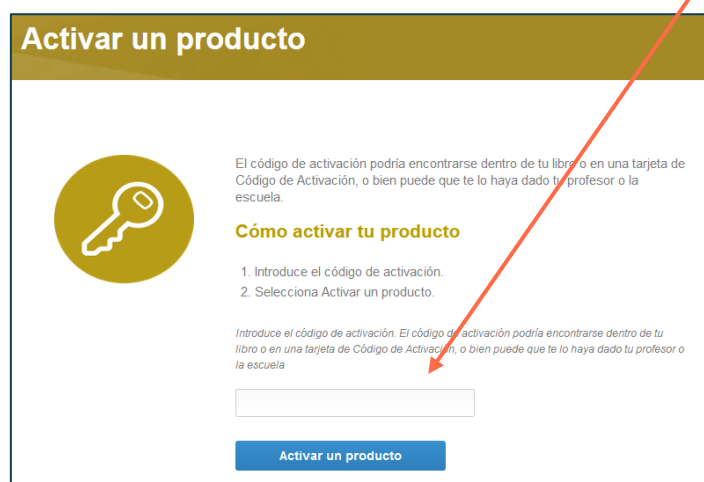 Activar un producto
El código de activación podría encontrarse dentro de tu libro o en una tarjeta de
Código de Activación, o bien puede que te lo haya dado tu profesor o la
escuela.
Cómo activar tu producto
1. Introduce el código de activación.
2. Selecciona Activar un producto.
Introduce el código de activación. El código de activación podría encontrarse dentro de tu
libro o en una tarjeta de Código de Activación, o bien puede que te lo haya dado tu profesor o
la escuela
Activar un producto